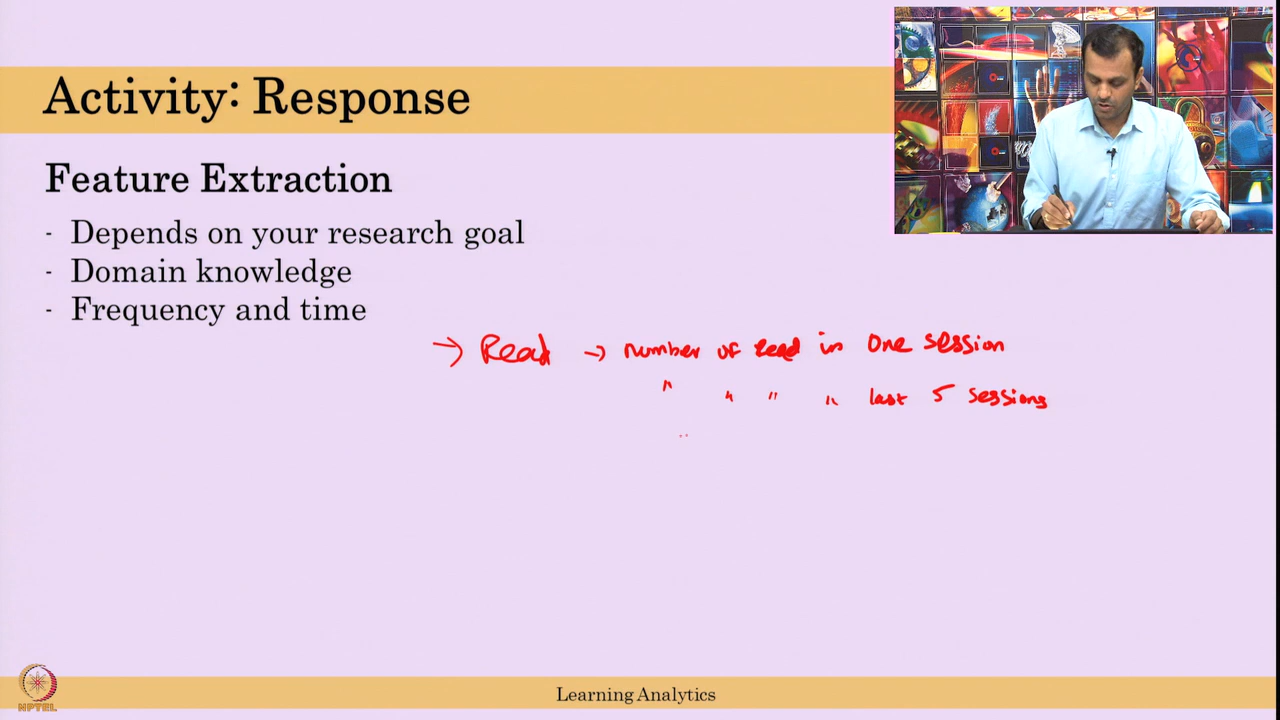 Activity: Response
Feature Extraction
- Depends on your research goal
- Domain knowledge
- Frequency and time
→ Read → number of read in one session
" " " " last 5 sessions
"
Learning Analytics
NPTEL